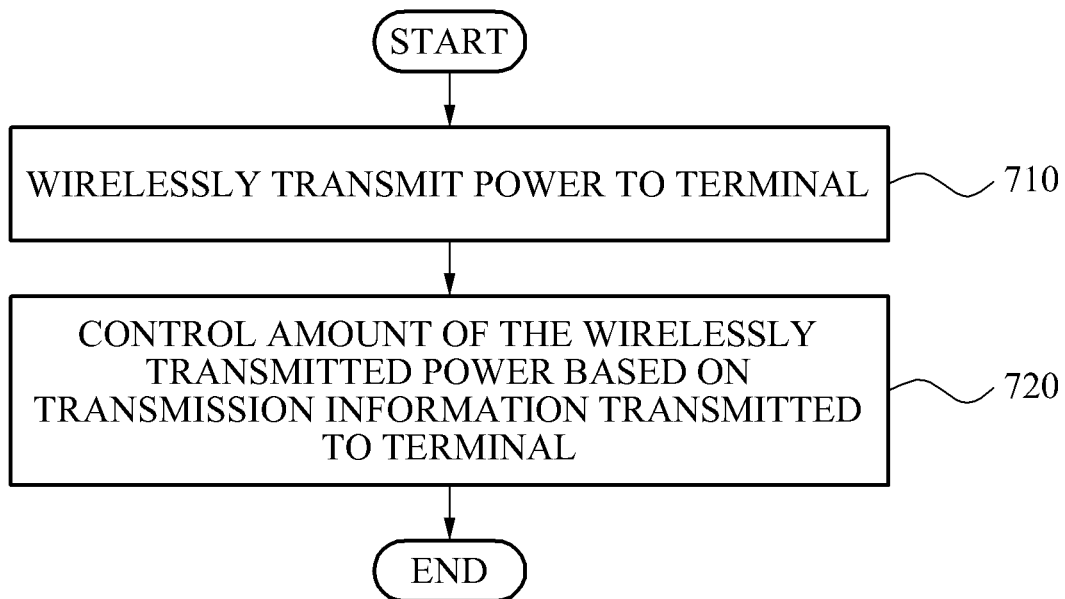 START
WIRELESSLY TRANSMIT POWER TO TERMINAL
710
CONTROL AMOUNT OF THE WIRELESSLY
TRANSMITTED POWER BASED ON
TRANSMISSION INFORMATION TRANSMITTED
TO TERMINAL
720
END